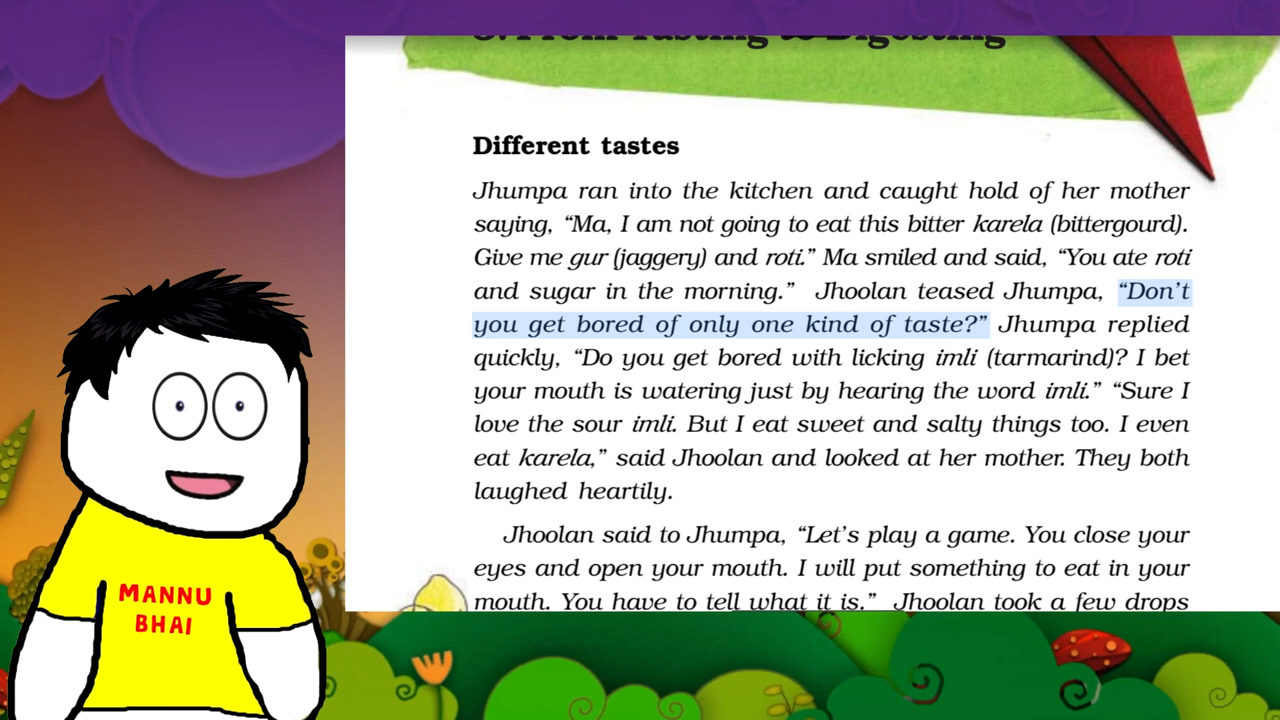 3. From Tasting to Digesting
Different tastes
Jhumpa ran into the kitchen and caught hold of her mother
saying, “Ma, I am not going to eat this bitter karela (bittergourd).
Give me gur (jaggery) and roti.” Ma smiled and said, “You ate roti
and sugar in the morning.” Jhoolan teased Jhumpa, “Don’t
you get bored of only one kind of taste?” Jhumpa replied
quickly, “Do you get bored with licking imli (tarmarind)? I bet
your mouth is watering just by hearing the word imli.” “Sure I
love the sour imli. But I eat sweet and salty things too. I even
eat karela,” said Jhoolan and looked at her mother. They both
laughed heartily.
Jhoolan said to Jhumpa, “Let’s play a game. You close your
eyes and open your mouth. I will put something to eat in your
mouth. You have to tell what it is.” Jhoolan took a few drops
MANNU
BHAI